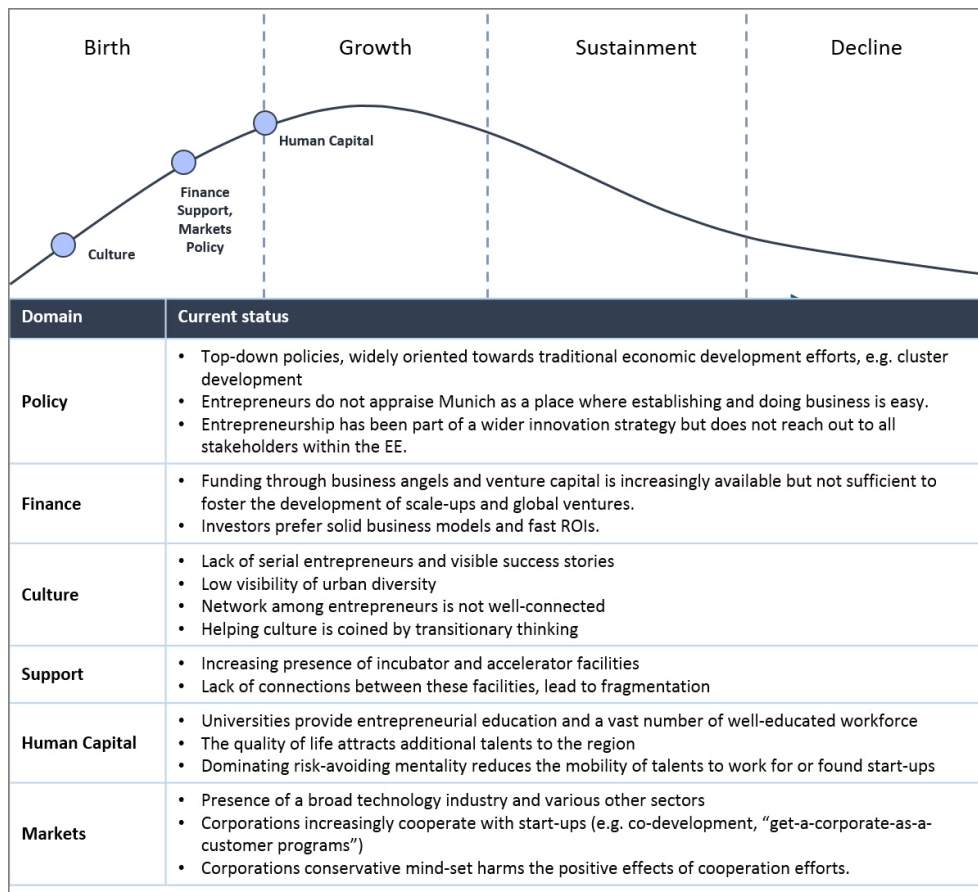 Birth
Growth
Sustainment
Decline
Human Capital
Finance
Support,
Markets
Policy
Culture
Domain
Current status
Policy
• Top-down policies, widely oriented towards traditional economic development efforts, e.g. cluster
development
• Entrepreneurs do not appraise Munich as a place where establishing and doing business is easy.
• Entrepreneurship has been part of a wider innovation strategy but does not reach out to all
stakeholders within the EE.
Finance
• Funding through business angels and venture capital is increasingly available but not sufficient to
foster the development of scale-ups and global ventures.
• Investors prefer solid business models and fast ROIs.
Culture
• Lack of serial entrepreneurs and visible success stories
• Low visibility of urban diversity
• Network among entrepreneurs is not well-connected
• Helping culture is coined by transitionary thinking
Support
• Increasing presence of incubator and accelerator facilities
• Lack of connections between these facilities, lead to fragmentation
Human Capital
• Universities provide entrepreneurial education and a vast number of well-educated workforce
• The quality of life attracts additional talents to the region
• Dominating risk-avoiding mentality reduces the mobility of talents to work for or found start-ups
Markets
• Presence of a broad technology industry and various other sectors
• Corporations increasingly cooperate with start-ups (e.g. co-development, “get-a-corporate-as-a-
customer programs”)
• Corporations conservative mind-set harms the positive effects of cooperation efforts.